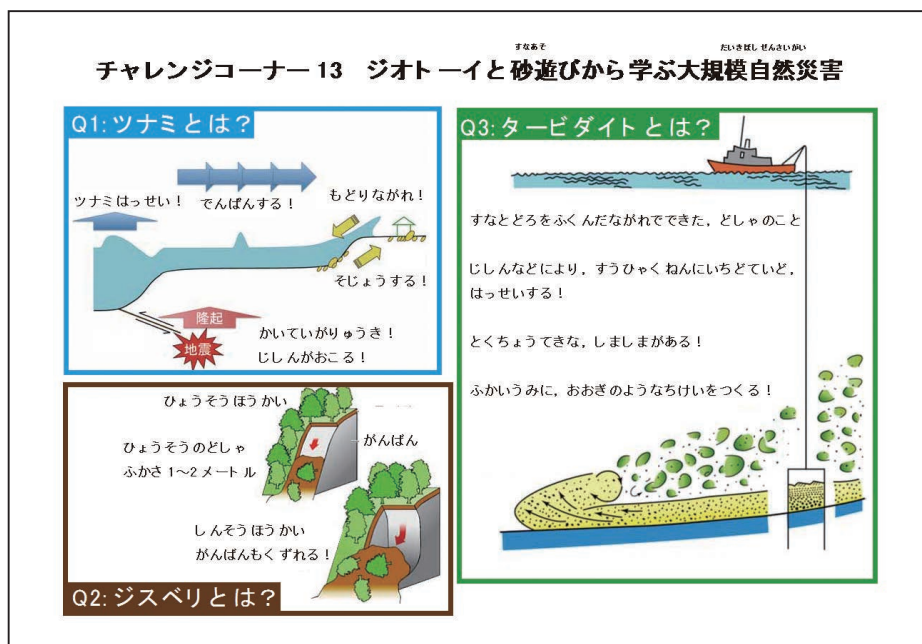 チャレンジコーナー13 ジオトーイと砂遊びから学ぶ大規模自然災害
すなあそ
だいきぼしぜんさいがい
Q1:ツナミとは?
ツナミはっせい!
でんぱんする!
もどりながれ!
そじょうする!
隆起
地震
かいていがりゅうき!
じしんがおこる!
ひょうそうほうかい
ひょうそうのどしゃ
ふかさ1〜2メートル
がんばん
しんそうほうかい
がんばんもくずれる!
Q2:ジスベリとは?
Q3:タービダイトとは?
すなとどろをふくんだながれでできた,どしゃのこと
じしんなどにより,すうひゃくねんにいちどていど,
はっせいする!
とくちょうてきな,しましまがある!
ふかいうみに,おおぎのようなちけいをつくる!